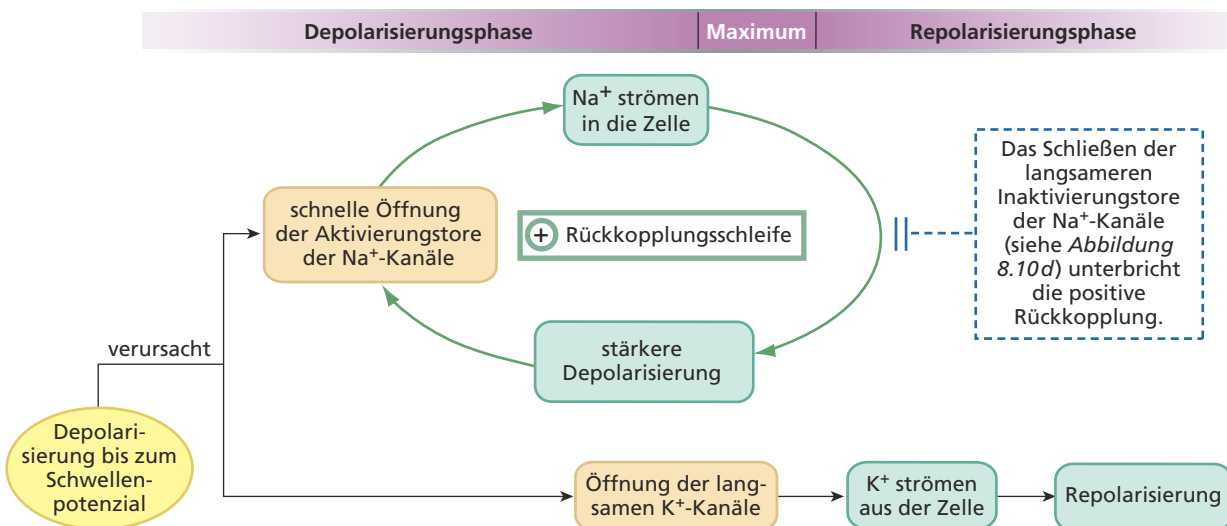 Depolarisierungsphase
Maximum
Repolarisierungsphase
Na+ strömen
in die Zelle
schnelle Öffnung
der Aktivierungstore
der Na+-Kanäle
+ Rückkopplungsschleife
Das Schließen der
langsameren
Inaktivierungstore
der Na+-Kanäle
(siehe Abbildung
8.10d) unterbricht
die positive
Rückkopplung.
stärkere
Depolarisierung
verursacht
Depolari-
sierung bis zum
Schwellen-
potenzial
Öffnung der lang-
samen K+-Kanäle
K+ strömen
aus der Zelle
Repolarisierung